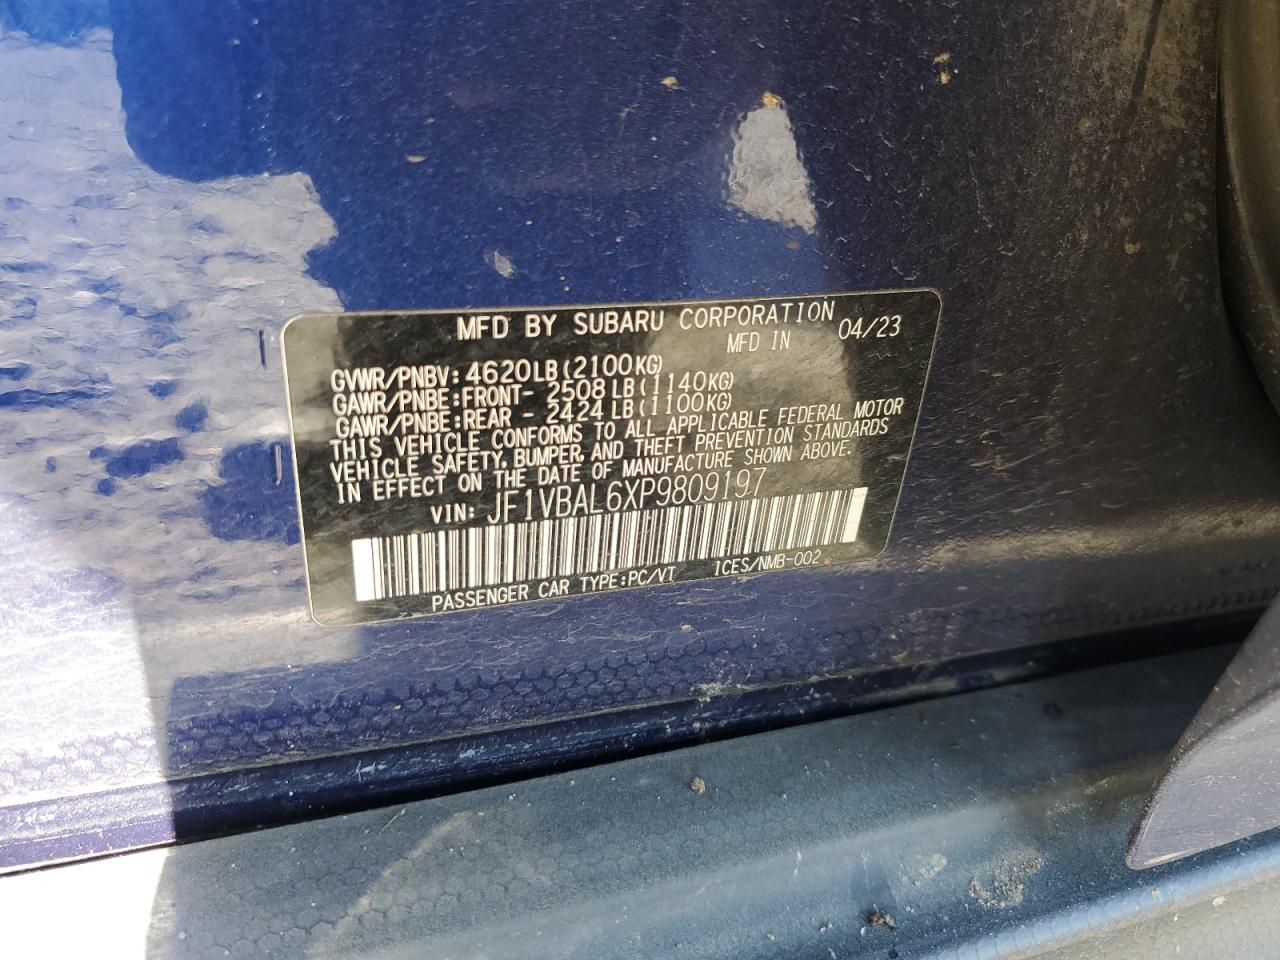 MFD BY SUBARU CORPORATION
MFD IN 04/23
GVWR/PNBV: 4620LB(2100KG)
GAWR/PNBE:FRONT- 2508 LB(1140KG)
GAWR/PNBE:REAR - 2424 LB(1100KG)
THIS VEHICLE CONFORMS TO ALL APPLICABLE FEDERAL MOTOR
VEHICLE SAFETY, BUMPER, AND THEFT PREVENTION STANDARDS
IN EFFECT ON THE DATE OF MANUFACTURE SHOWN ABOVE.
VIN: JF1VBAL6XP9809197
PASSENGER CAR TYPE:PC/VT ICES/NMB-002